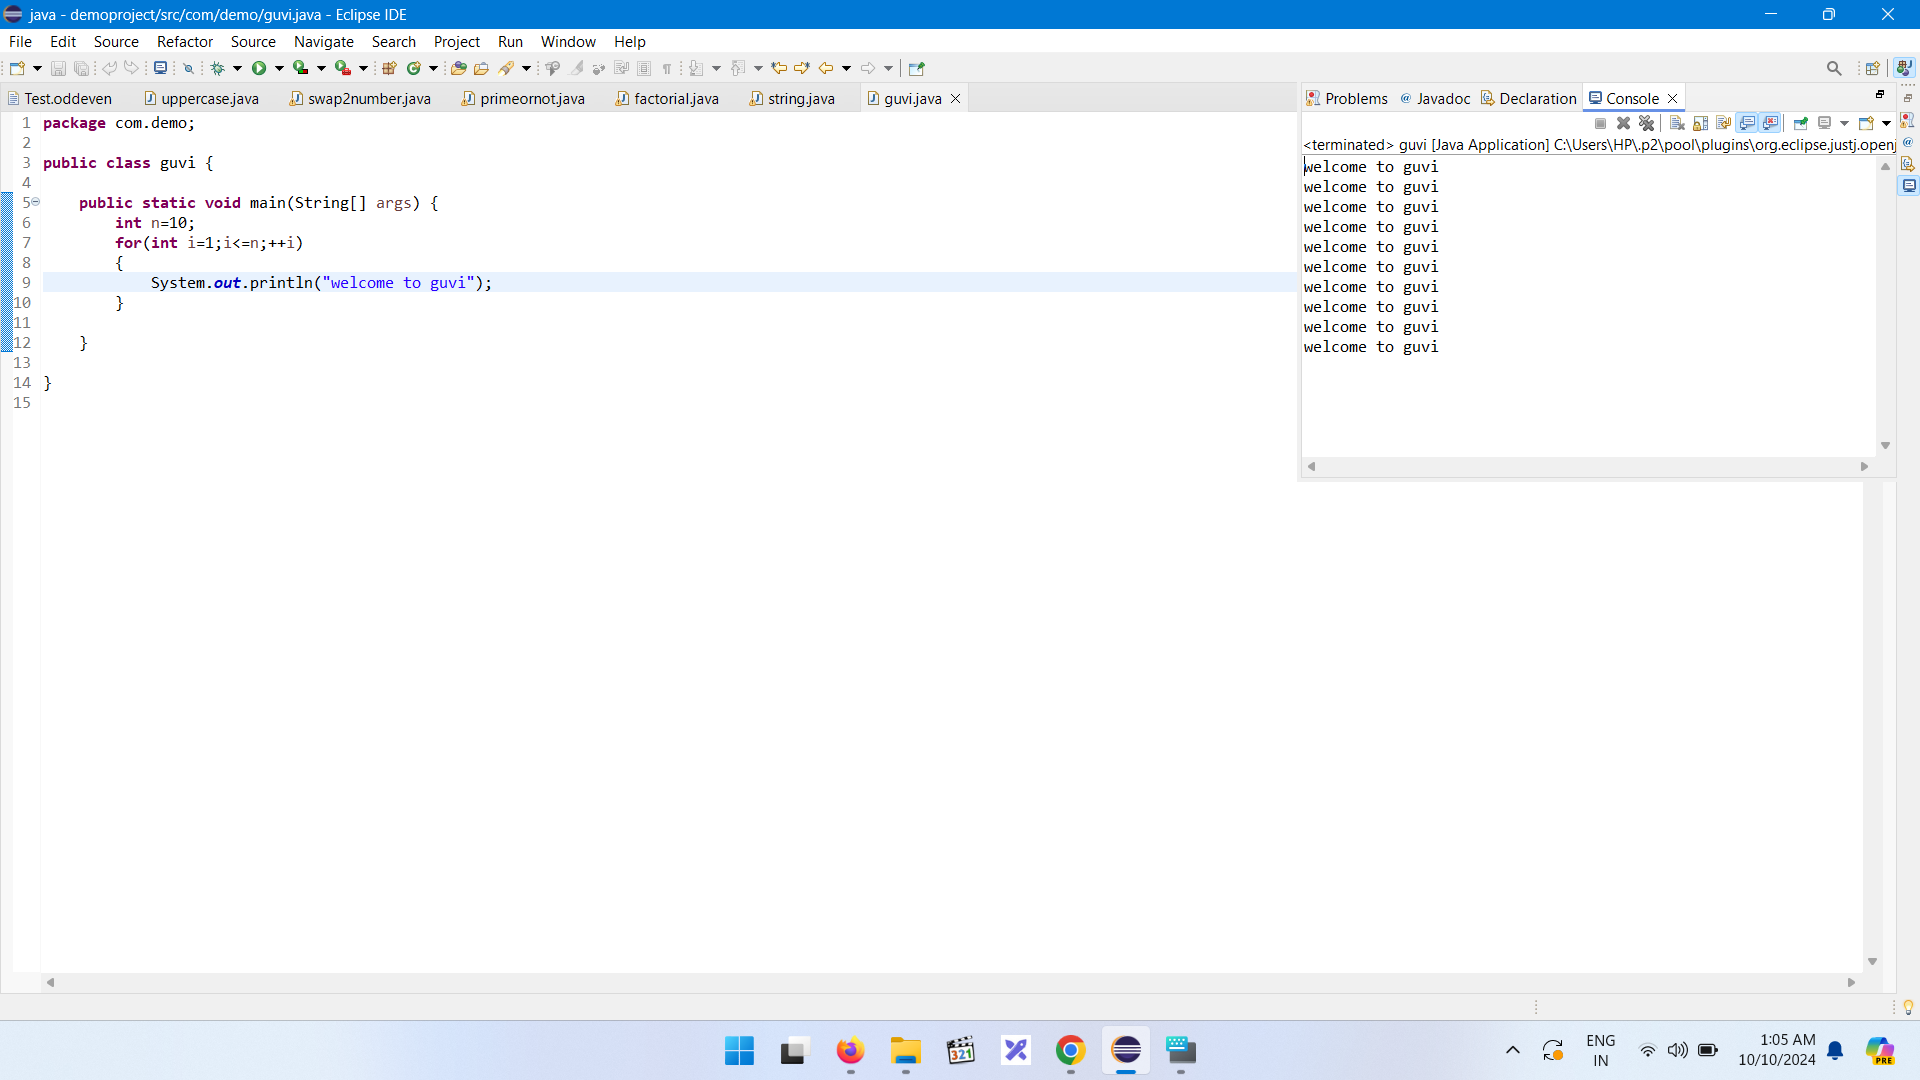 java - demoproject/src/com/demo/guvi.java - Eclipse IDE
File Edit Source Refactor Source Navigate Search Project Run Window Help
Test.oddeven uppercase.java swap2number.java primeornot.java factorial.java string.java guvi.java
1 package com.demo;
2
3 public class guvi {
4
5 public static void main(String[] args) {
6 int n=10;
7 for(int i=1;i<=n;++i)
8 {
9 System.out.println("welcome to guvi");
10 }
11
12 }
13
14 }
15
Problems @ Javadoc Declaration Console
<terminated> guvi [Java Application] C:\Users\HP\.p2\pool\plugins\org.eclipse.justj.openj
welcome to guvi
welcome to guvi
welcome to guvi
welcome to guvi
welcome to guvi
welcome to guvi
welcome to guvi
welcome to guvi
welcome to guvi
welcome to guvi
321
ENG
IN
1:05 AM
10/10/2024
PRE